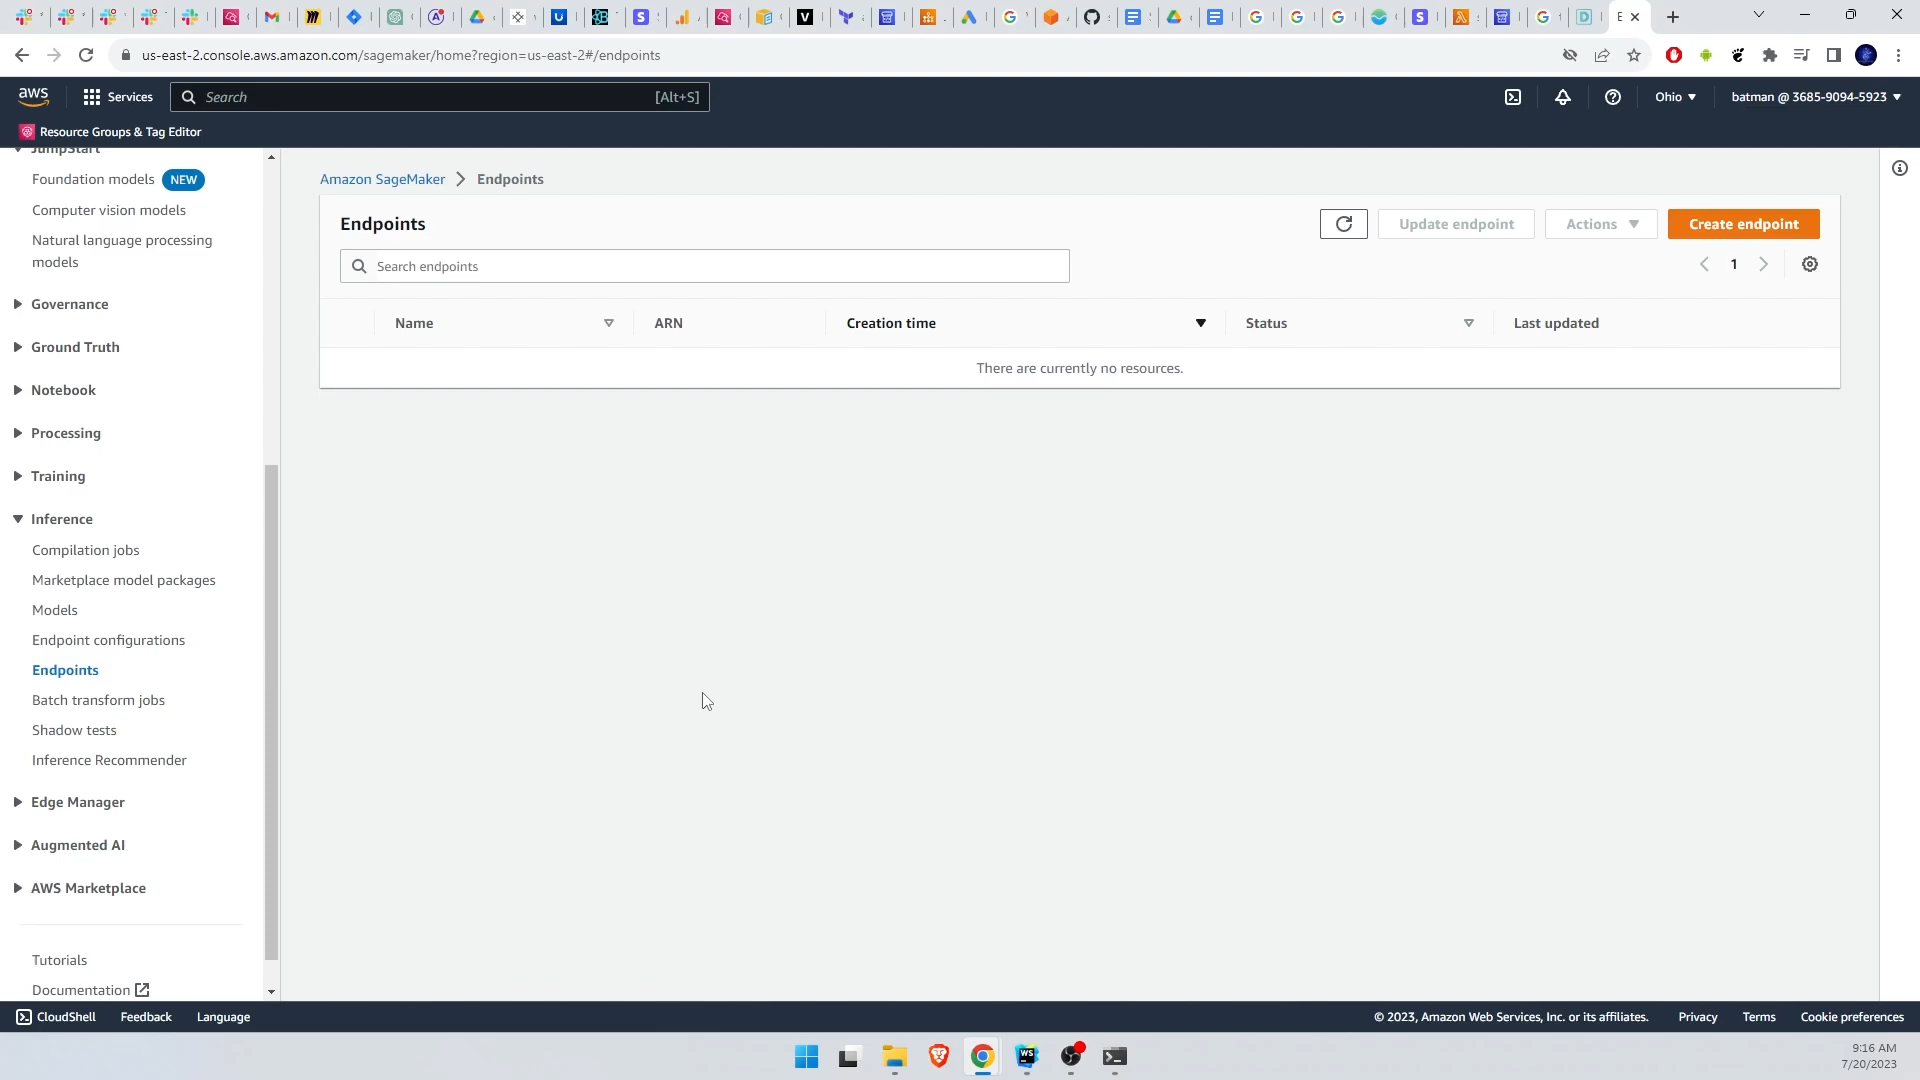 us-east-2.console.aws.amazon.com/sagemaker/home?region=us-east-2#/endpoints
aws
Services
Search
[Alt+S]
Ohio
batman @ 3685-9094-5923
Resource Groups & Tag Editor
JumpStart
Foundation models NEW
Computer vision models
Natural language processing
models
Governance
Ground Truth
Notebook
Processing
Training
Inference
Compilation jobs
Marketplace model packages
Models
Endpoint configurations
Endpoints
Batch transform jobs
Shadow tests
Inference Recommender
Edge Manager
Augmented AI
AWS Marketplace
Tutorials
Documentation
Amazon SageMaker
Endpoints
Endpoints
Update endpoint
Actions
Create endpoint
Search endpoints
1
Name
ARN
Creation time
Status
Last updated
There are currently no resources.
CloudShell
Feedback
Language
© 2023, Amazon Web Services, Inc. or its affiliates.
Privacy
Terms
Cookie preferences
WS
9:16 AM
7/20/2023